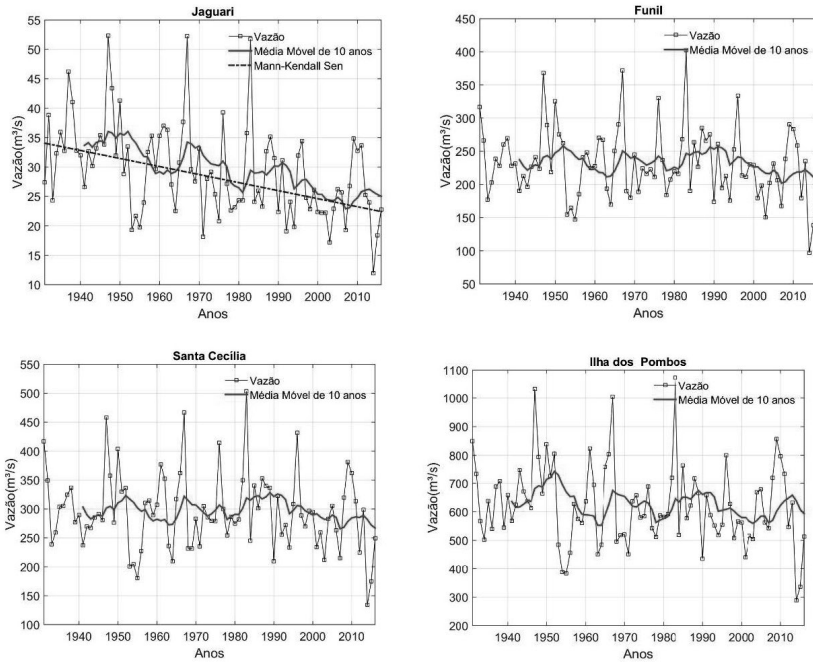 Jaguari
Vazão
Média Móvel de 10 anos
Mann-Kendall Sen
Vazão(m³/s)
55
50
45
40
35
30
25
20
15
10
1940 1950 1960 1970 1980 1990 2000 2010
Anos
Funil
Vazão
Média Móvel de 10 anos
Vazão(m³/s)
450
400
350
300
250
200
150
100
50
1940 1950 1960 1970 1980 1990 2000 2010
Anos
Santa Cecilia
Vazão
Média Móvel de 10 anos
Vazão(m³/s)
550
500
450
400
350
300
250
200
150
100
1940 1950 1960 1970 1980 1990 2000 2010
Anos
Ilha dos Pombos
Vazão
Média Móvel de 10 anos
Vazão(m³/s)
1100
1000
900
800
700
600
500
400
300
200
1940 1950 1960 1970 1980 1990 2000 2010
Anos